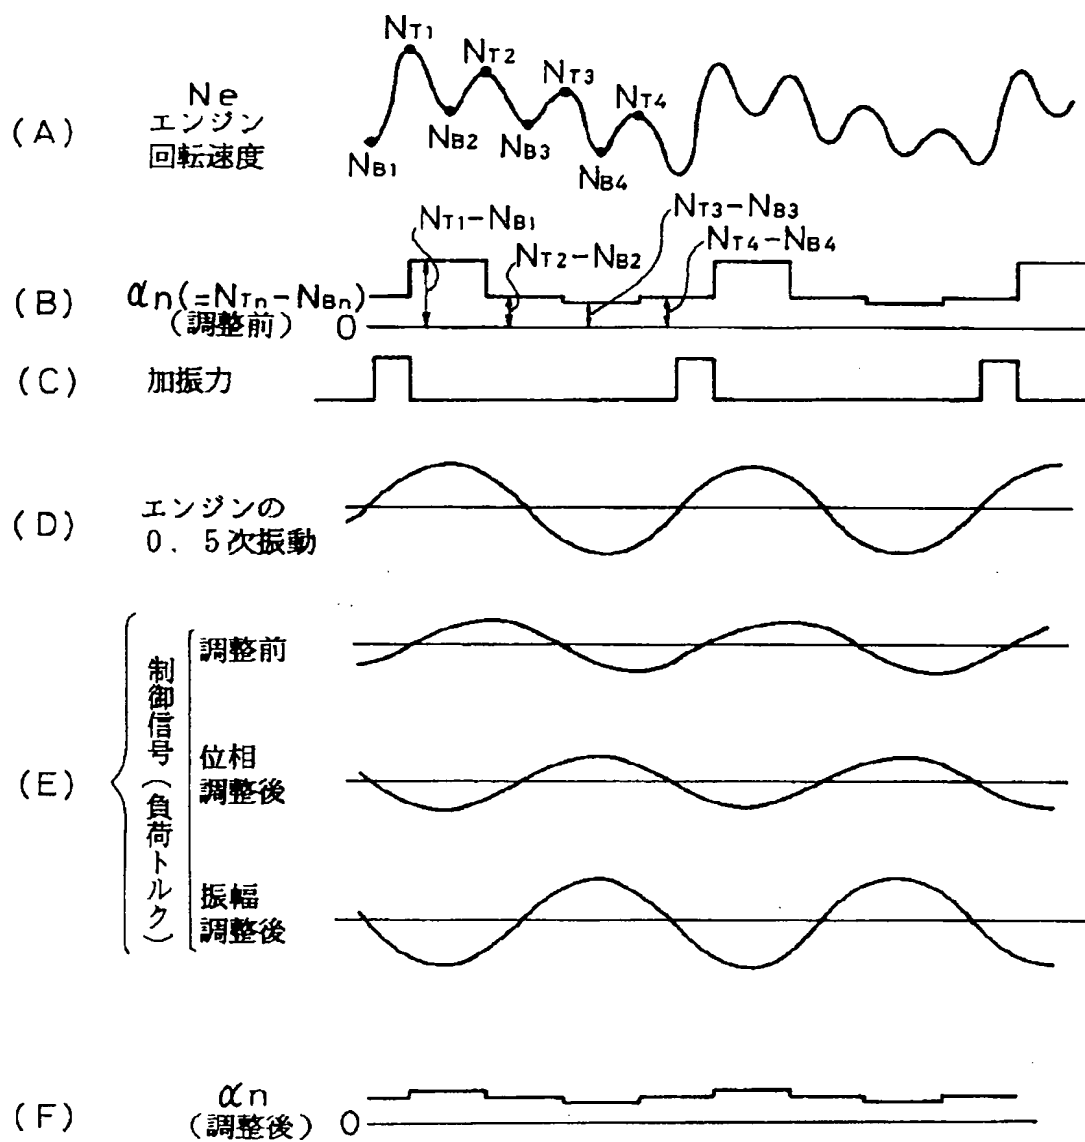 NT1
NT2
NT3
NT4
NB1
NB2
NB3
NB4
(A)
Ne
エンジン
回転速度
NT1−NB1
NT2−NB2
NT3−NB3
NT4−NB4
(B)
αn(=NTn−NBn)
(調整前)
0
(C)
加振力
(D)
エンジンの
0.5次振動
(E)
制御信号(負荷トルク)
調整前
位相
調整後
振幅
調整後
(F)
αn
(調整後)
0